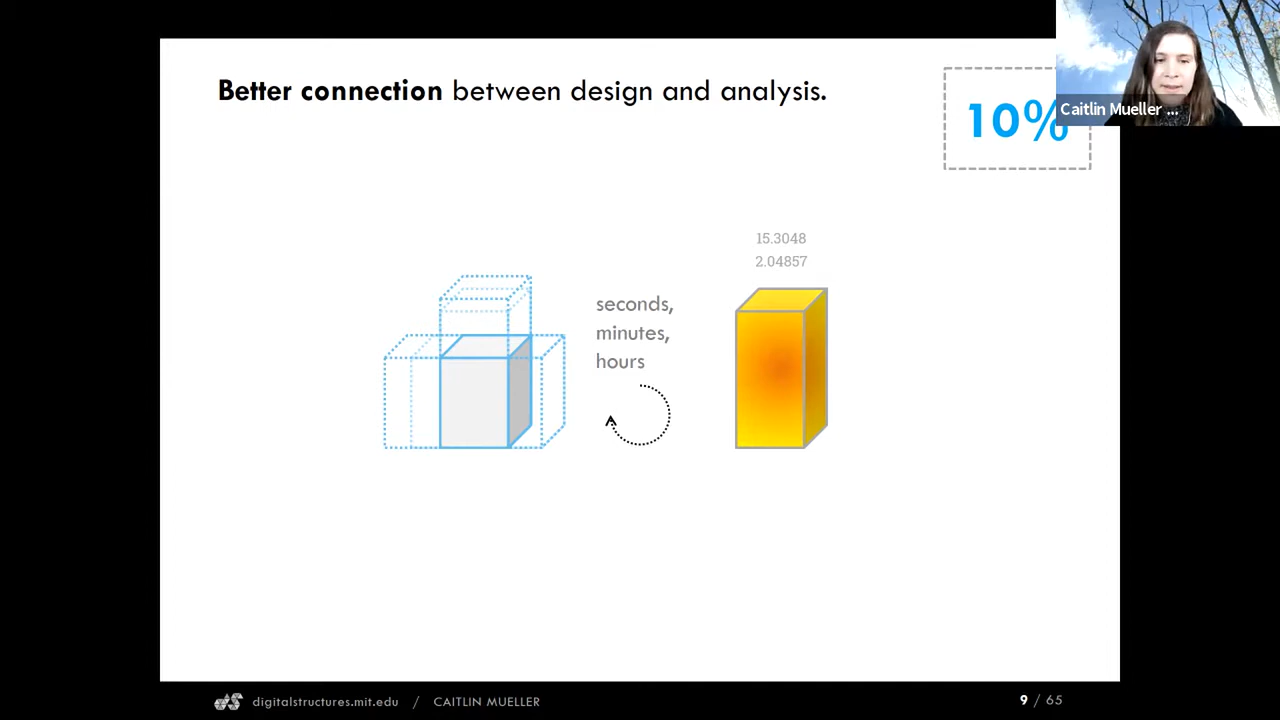 Better connection between design and analysis.
10%
Caitlin Mueller ...
15.3048
2.04857
seconds,
minutes,
hours
digitalstructures.mit.edu / CAITLIN MUELLER
9 / 65